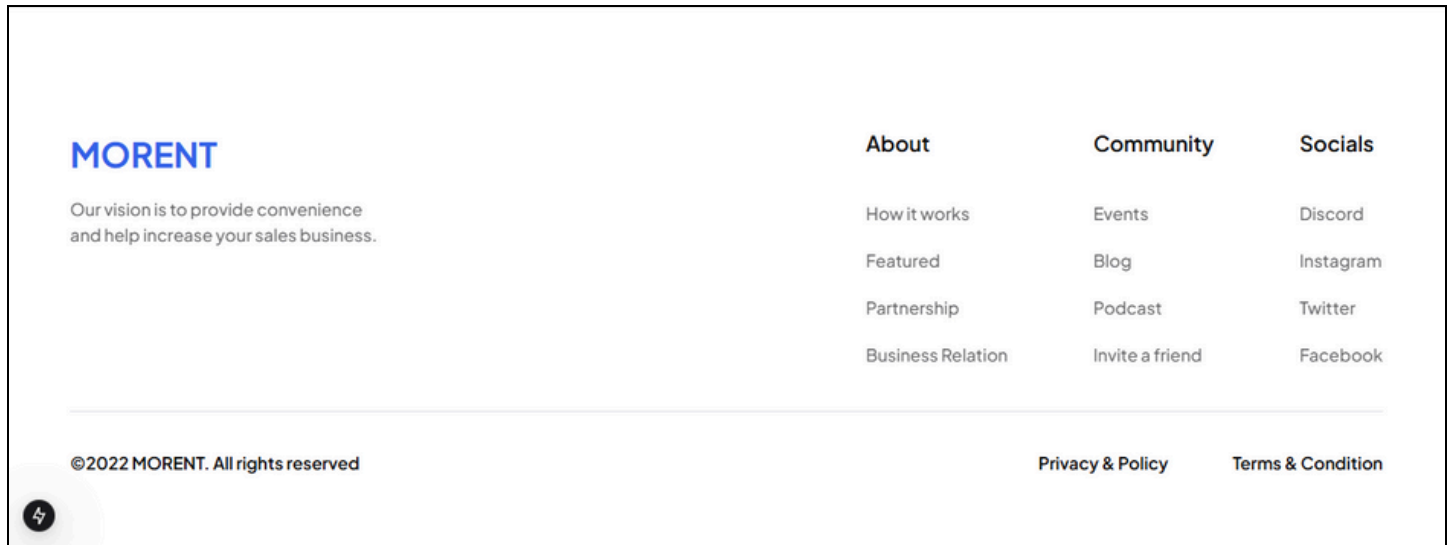 MORENT
Our vision is to provide convenience
and help increase your sales business.
About
How it works
Featured
Partnership
Business Relation
Community
Events
Blog
Podcast
Invite a friend
Socials
Discord
Instagram
Twitter
Facebook
©2022 MORENT. All rights reserved
Privacy & Policy
Terms & Condition